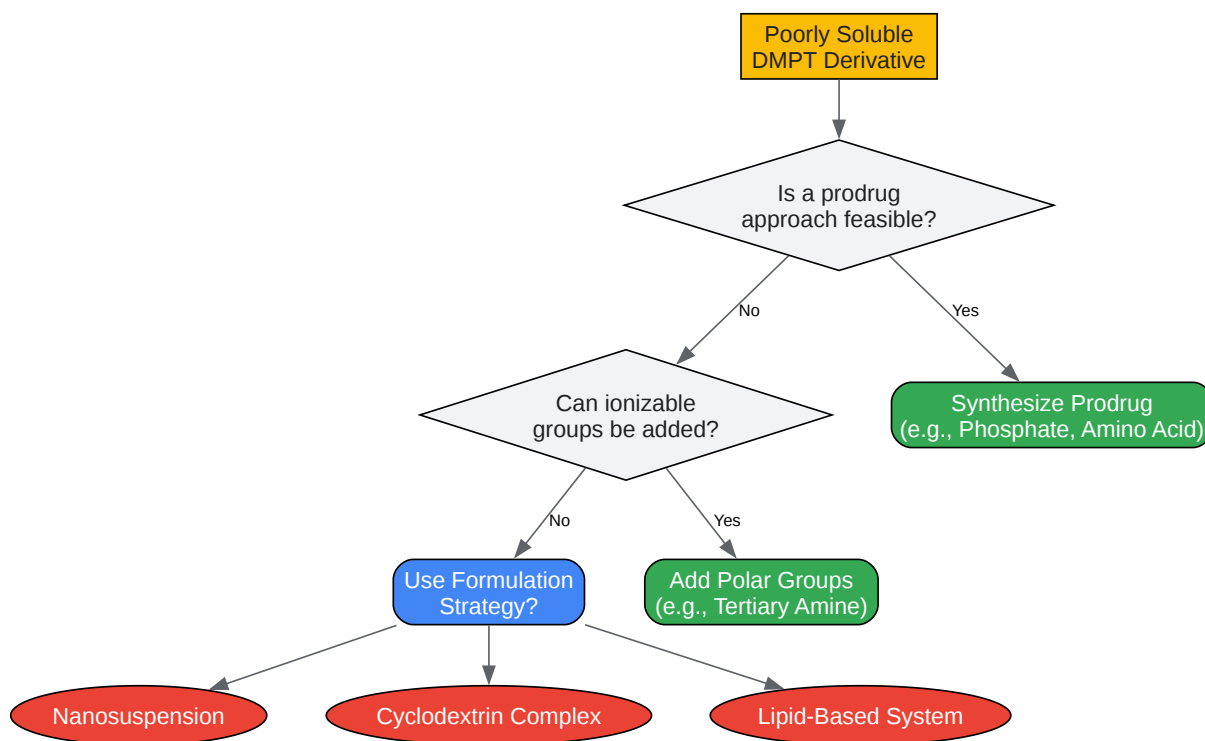 Poorly Soluble
DMPT Derivative
Is a prodrug
approach feasible?
No
Yes
Can ionizable
groups be added?
Synthesize Prodrug
(e.g., Phosphate, Amino Acid)
No
Yes
Use Formulation
Strategy?
Add Polar Groups
(e.g., Tertiary Amine)
Nanosuspension
Cyclodextrin Complex
Lipid-Based System